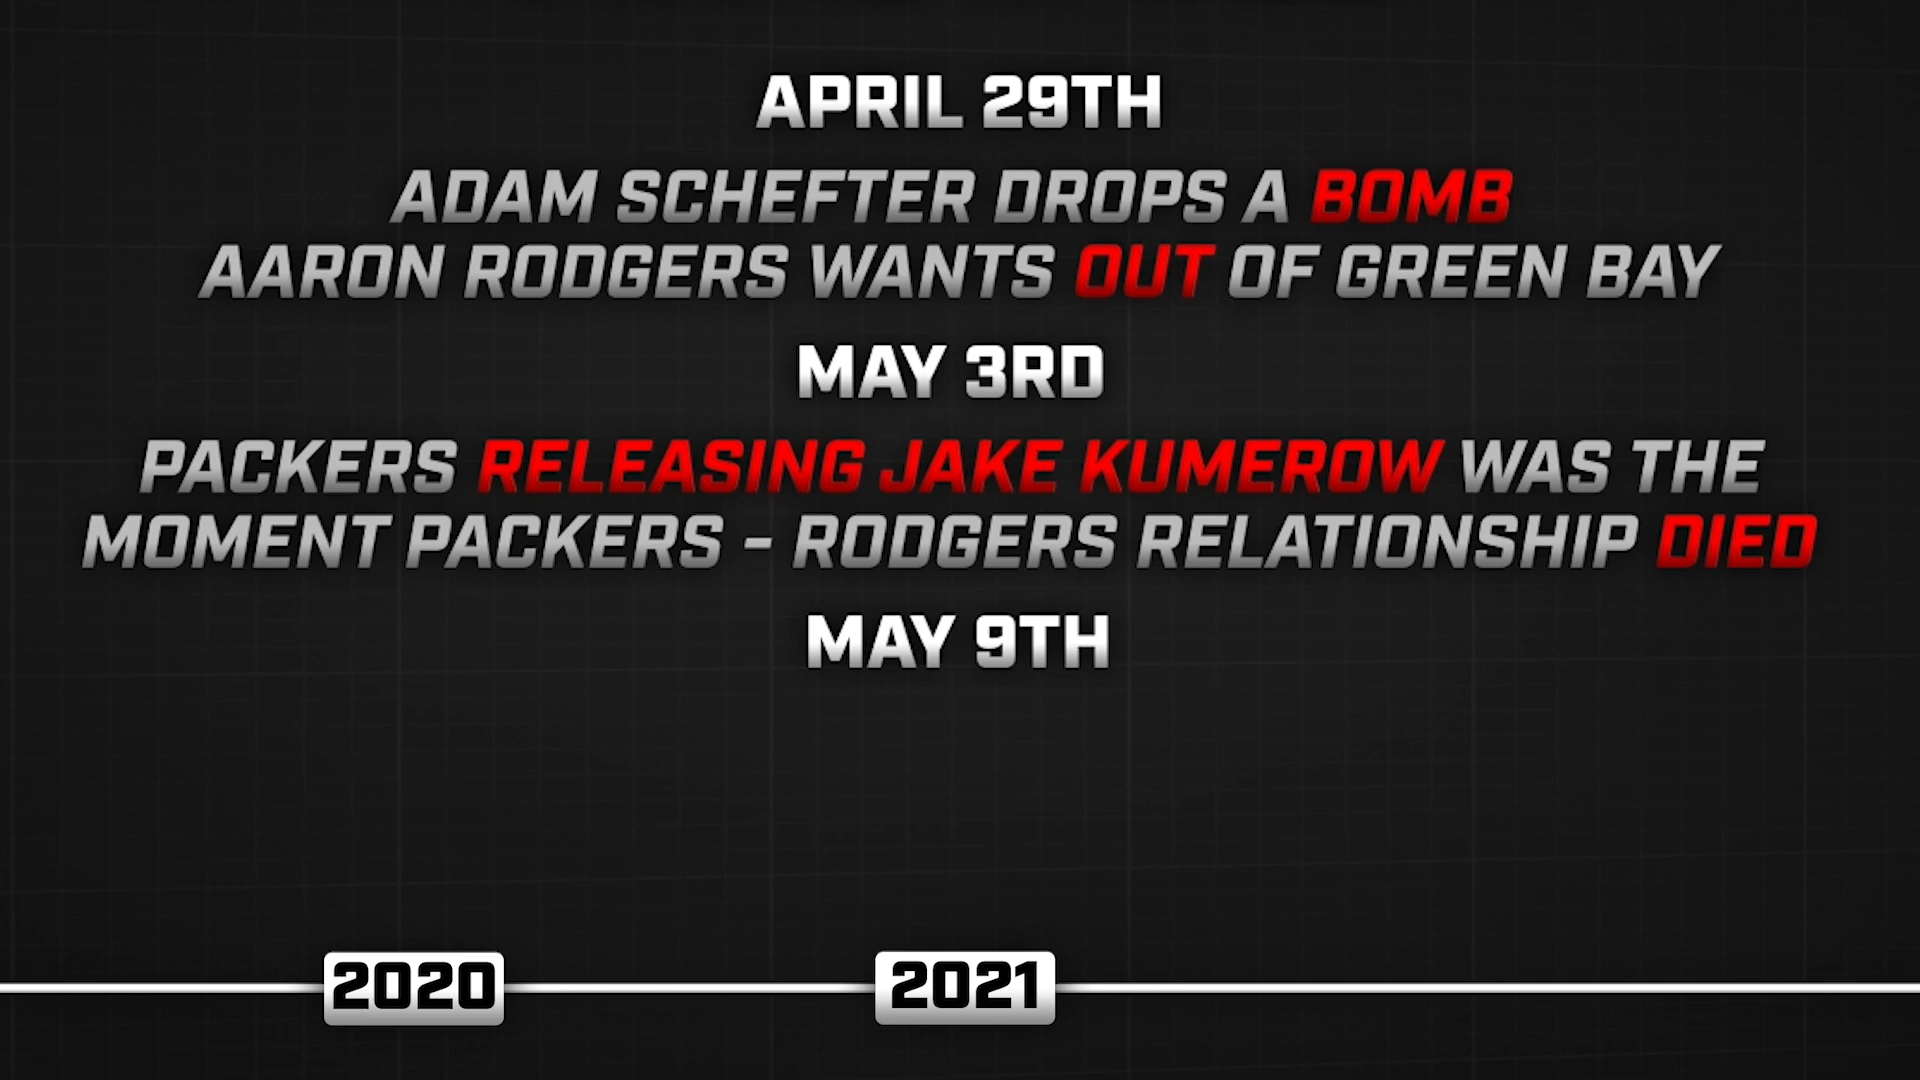 APRIL 29TH
ADAM SCHEFTER DROPS A BOMB
AARON RODGERS WANTS OUT OF GREEN BAY
MAY 3RD
PACKERS RELEASING JAKE KUMEROW WAS THE
MOMENT PACKERS - RODGERS RELATIONSHIP DIED
MAY 9TH
2020
2021